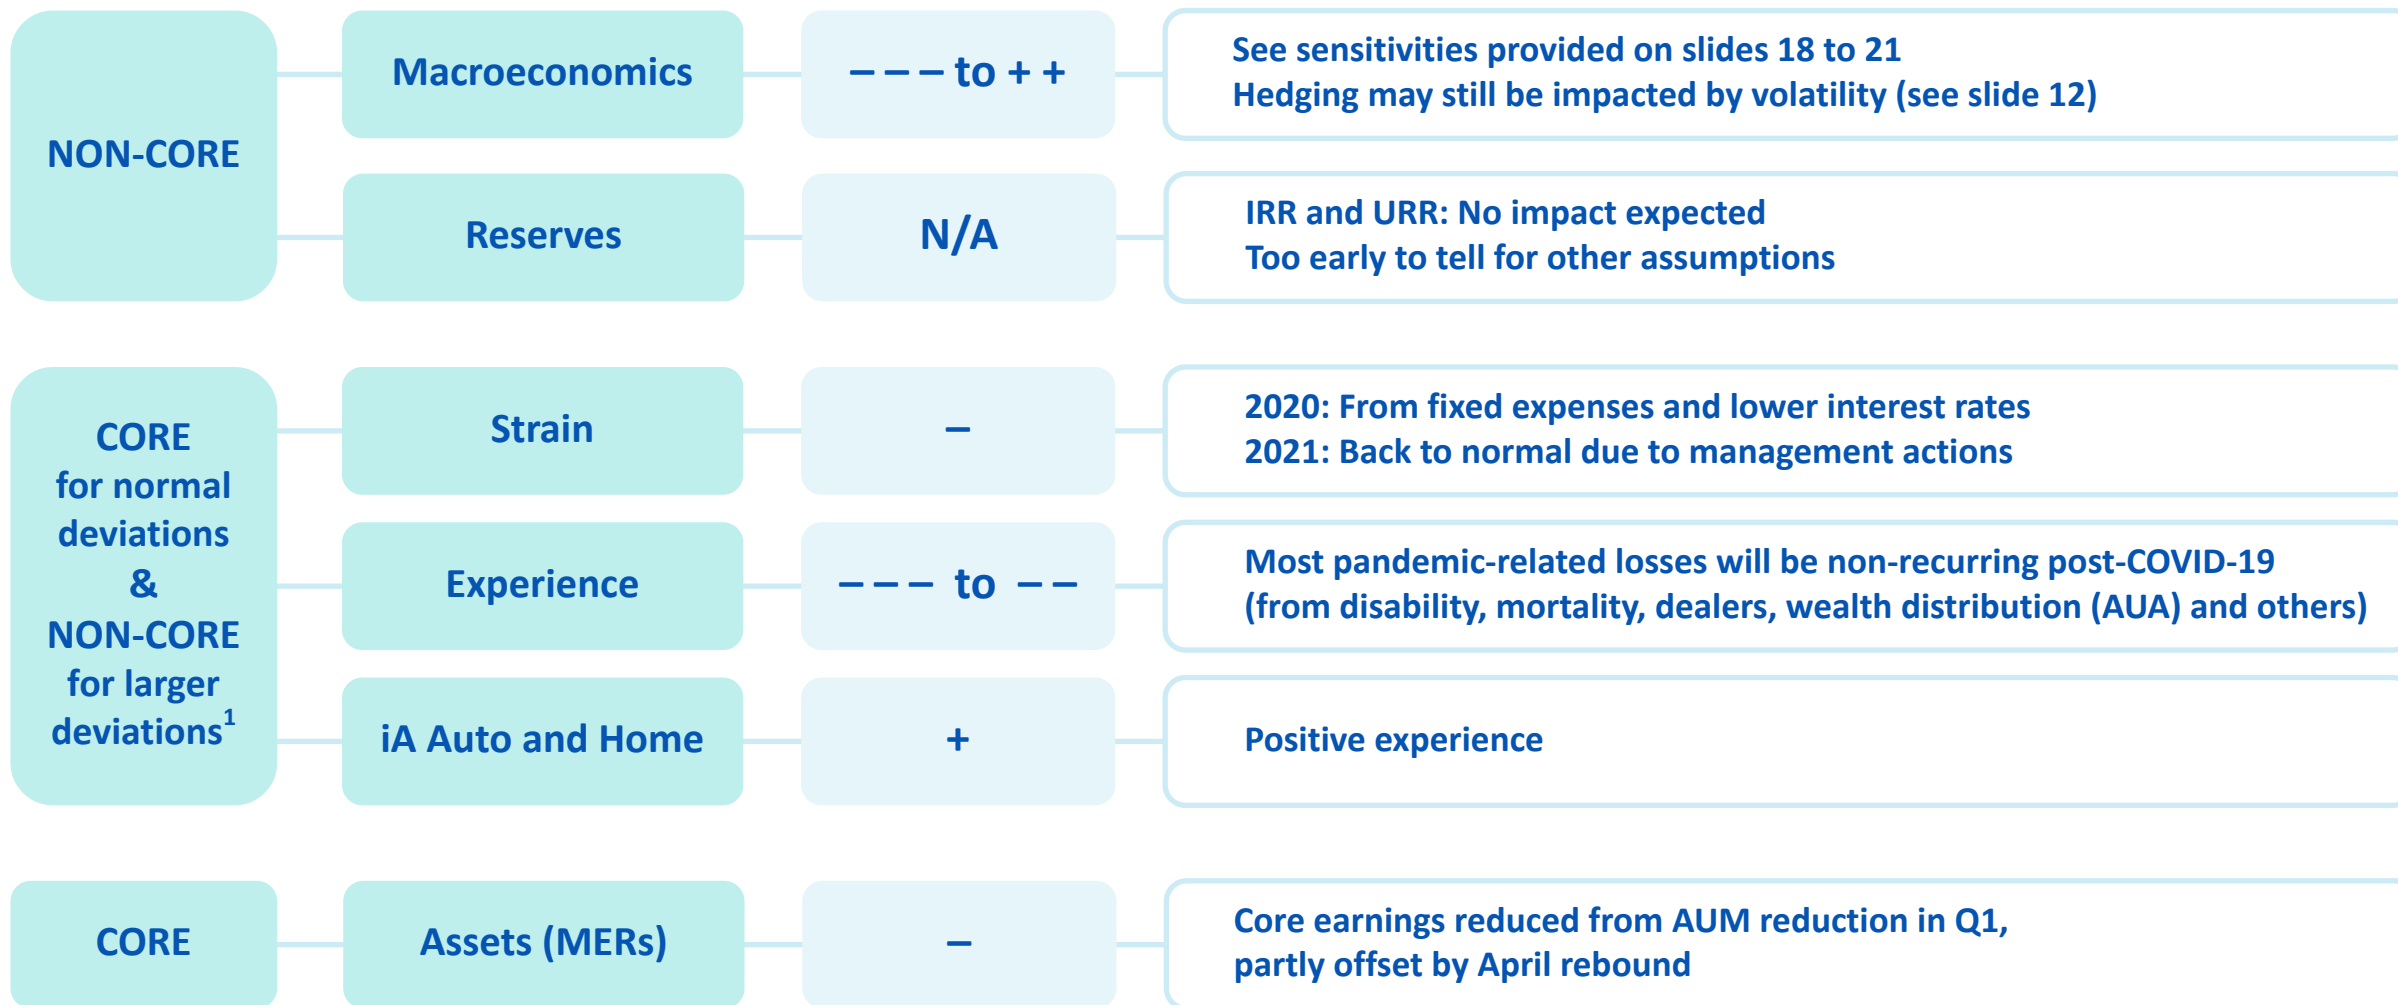 NON-CORE
Macroeconomics
– – – to + +
See sensitivities provided on slides 18 to 21
Hedging may still be impacted by volatility (see slide 12)
Reserves
N/A
IRR and URR: No impact expected
Too early to tell for other assumptions
CORE
for normal
deviations
&
NON-CORE
for larger
deviations¹
Strain
–
2020: From fixed expenses and lower interest rates
2021: Back to normal due to management actions
Experience
– – – to – –
Most pandemic-related losses will be non-recurring post-COVID-19
(from disability, mortality, dealers, wealth distribution (AUA) and others)
iA Auto and Home
+
Positive experience
CORE
Assets (MERs)
–
Core earnings reduced from AUM reduction in Q1,
partly offset by April rebound